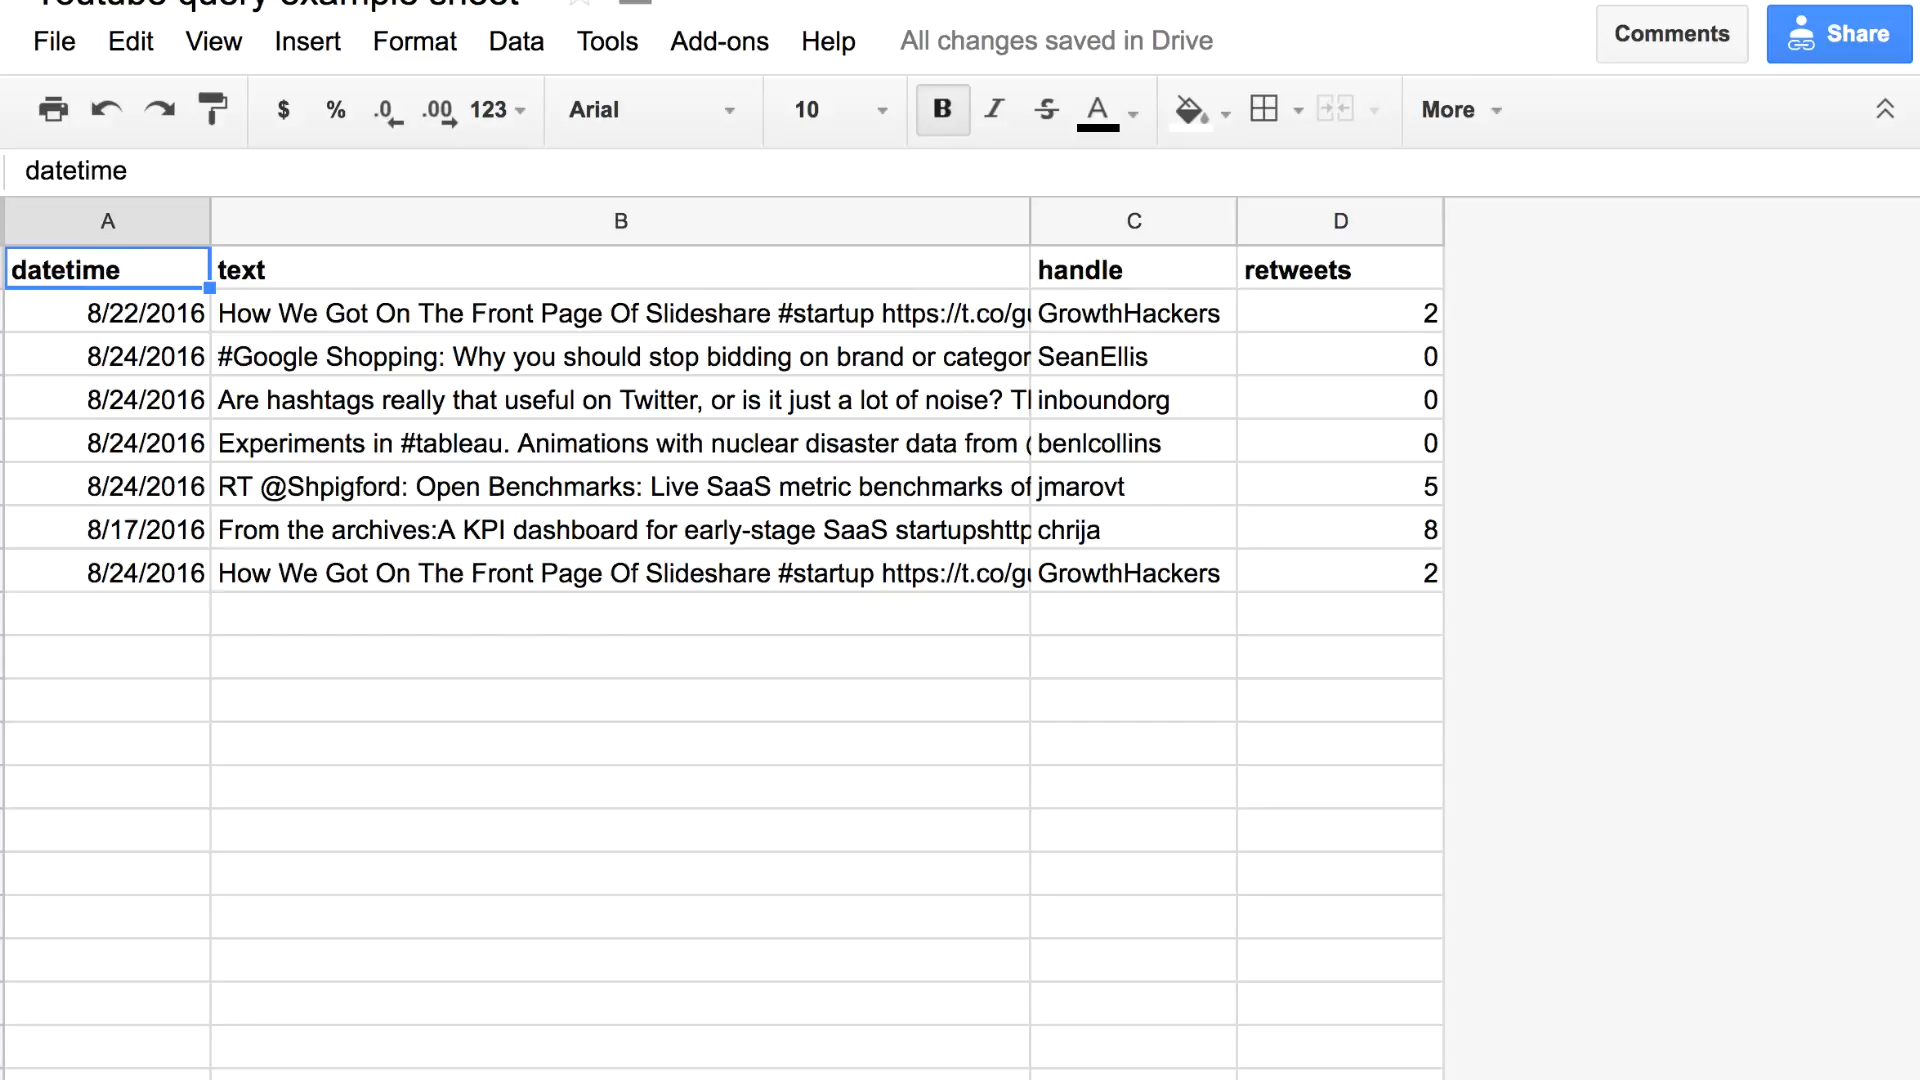 Youtube query example sheet
File Edit View Insert Format Data Tools Add-ons Help All changes saved in Drive Comments Share
$ % .0 .00 123 Arial 10 B I S A More
datetime
A B C D
datetime text handle retweets
8/22/2016 How We Got On The Front Page Of Slideshare #startup https://t.co/g GrowthHackers 2
8/24/2016 #Google Shopping: Why you should stop bidding on brand or categor SeanEllis 0
8/24/2016 Are hashtags really that useful on Twitter, or is it just a lot of noise? inboundorg 0
8/24/2016 Experiments in #tableau. Animations with nuclear disaster data from benlcollins 0
8/24/2016 RT @Shpigford: Open Benchmarks: Live SaaS metric benchmarks of jmarovt 5
8/17/2016 From the archives:A KPI dashboard for early-stage SaaS startupshttp chrija 8
8/24/2016 How We Got On The Front Page Of Slideshare #startup https://t.co/g GrowthHackers 2